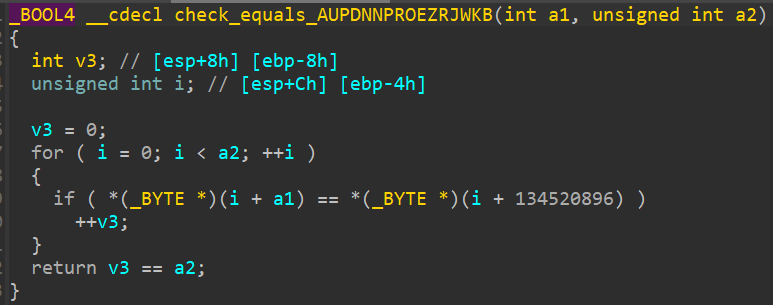 _BOOL4 __cdecl check_equals_AUPDNNPROEZRJWKB(int a1, unsigned int a2)
{
  int v3; // [esp+8h] [ebp-8h]
  unsigned int i; // [esp+Ch] [ebp-4h]

  v3 = 0;
  for ( i = 0; i < a2; ++i )
  {
    if ( *(_BYTE *)(i + a1) == *(_BYTE *)(i + 134520896) )
      ++v3;
  }
  return v3 == a2;
}